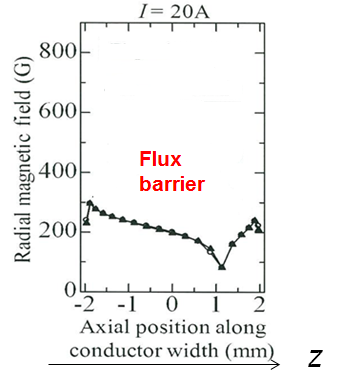 I = 20A
Radial magnetic field (G)
800
600
400
200
0
Flux
barrier
-2 -1 0 1 2
Axial position along
conductor width (mm)
z